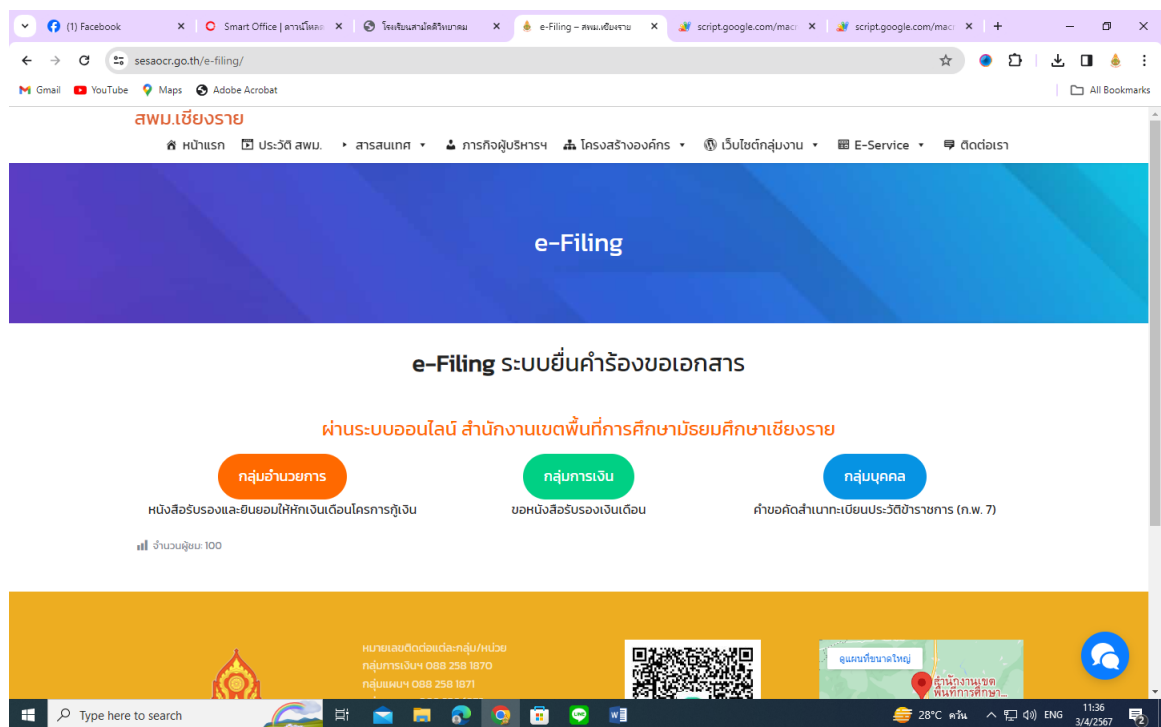 (1) Facebook
Smart Office | ดาวน์โหลด
โรงเรียนสามัคคีวิทยาคม
e-Filing – สพม.เชียงราย
script.google.com/macr
script.google.com/macr
sesaocr.go.th/e-filing/
Gmail
YouTube
Maps
Adobe Acrobat
All Bookmarks
สพม.เชียงราย
หน้าแรก
ประวัติ สพม.
สารสนเทศ
ภารกิจผู้บริหารฯ
โครงสร้างองค์กร
เว็บไซต์กลุ่มงาน
E-Service
ติดต่อเรา
e-Filing
e-Filing ระบบยื่นคำร้องขอเอกสาร
ผ่านระบบออนไลน์ สำนักงานเขตพื้นที่การศึกษามัธยมศึกษาเชียงราย
กลุ่มอำนวยการ
หนังสือรับรองและยินยอมให้หักเงินเดือนโครการกู้เงิน
กลุ่มการเงิน
ขอหนังสือรับรองเงินเดือน
กลุ่มบุคคล
คำขอคัดสำเนาทะเบียนประวัติข้าราชการ (ก.พ. 7)
จำนวนผู้ชม: 100
หมายเลขติดต่อแต่ละกลุ่ม/หน่วย
กลุ่มการเงินฯ 088 258 1870
กลุ่มแผนฯ 088 258 1871
ดูแผนที่ขนาดใหญ่
สำนักงานเขต
พื้นที่การศึกษา...
Type here to search
28°C ควัน
ENG
11:36
3/4/2567
2